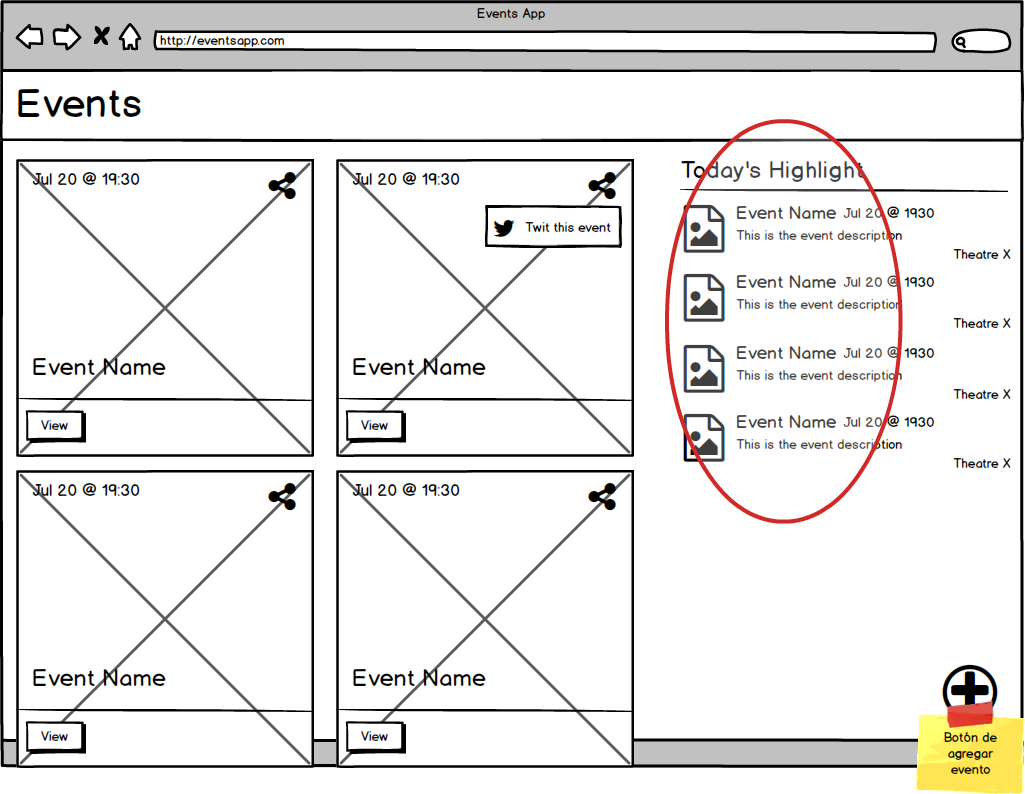 Events App
http://eventsapp.com
Events
Jul 20 @ 19:30
Event Name
View
Jul 20 @ 19:30
Twit this event
Event Name
View
Jul 20 @ 19:30
Event Name
View
Jul 20 @ 19:30
Event Name
View
Today's Highlight
Event Name Jul 20 @ 1930
This is the event description
Theatre X
Event Name Jul 20 @ 1930
This is the event description
Theatre X
Event Name Jul 20 @ 1930
This is the event description
Theatre X
Event Name Jul 20 @ 1930
This is the event description
Theatre X
Botón de
agregar
evento